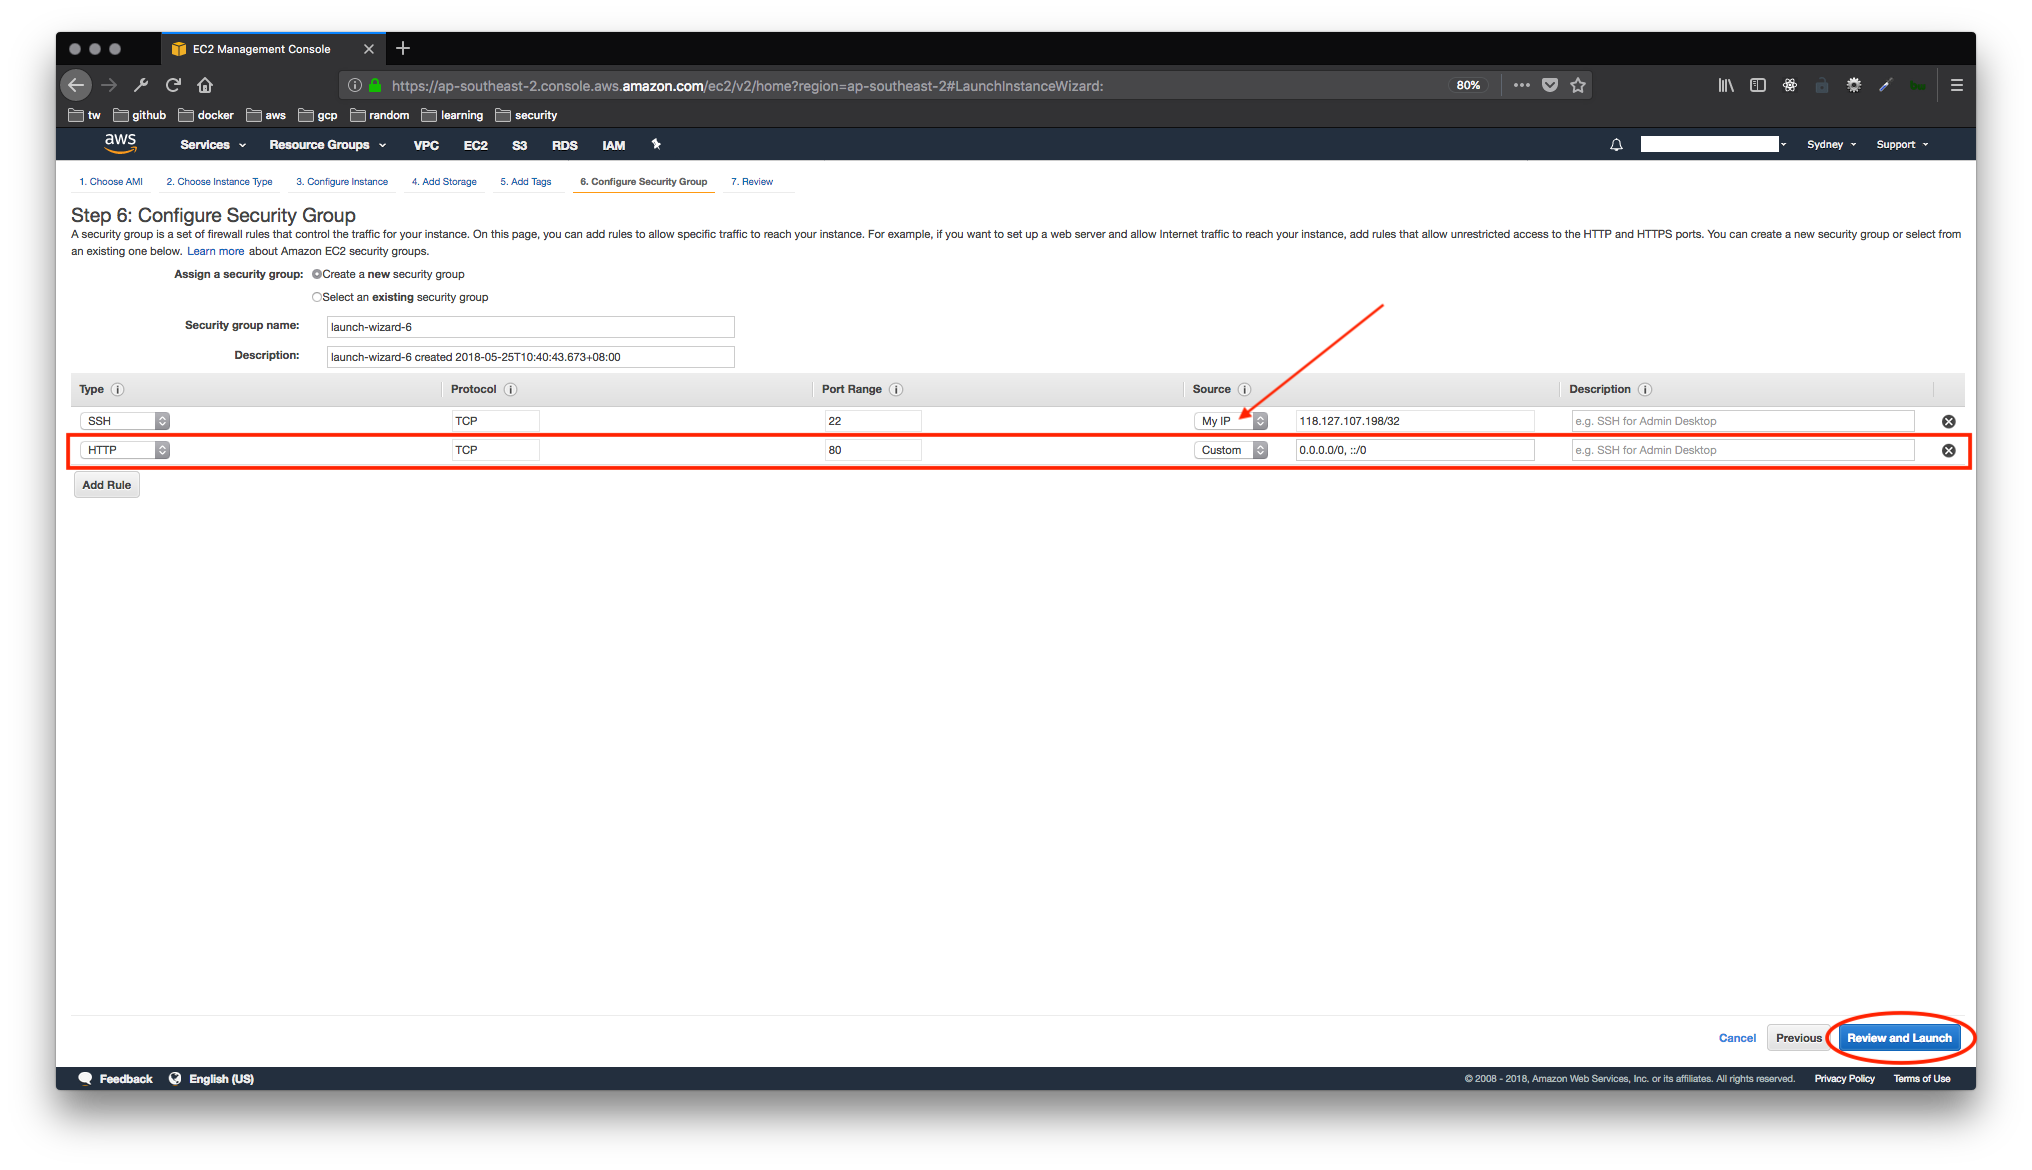 EC2 Management Console
https://ap-southeast-2.console.aws.amazon.com/ec2/v2/home?region=ap-southeast-2#LaunchInstanceWizard: 80%
tw github docker aws gcp random learning security
aws Services Resource Groups VPC EC2 S3 RDS IAM Sydney Support
1. Choose AMI 2. Choose Instance Type 3. Configure Instance 4. Add Storage 5. Add Tags 6. Configure Security Group 7. Review
Step 6: Configure Security Group
A security group is a set of firewall rules that control the traffic for your instance. On this page, you can add rules to allow specific traffic to reach your instance. For example, if you want to set up a web server and allow Internet traffic to reach your instance, add rules that allow unrestricted access to the HTTP and HTTPS ports. You can create a new security group or select from
an existing one below. Learn more about Amazon EC2 security groups.
Assign a security group: Create a new security group
Select an existing security group
Security group name: launch-wizard-6
Description: launch-wizard-6 created 2018-05-25T10:40:43.673+08:00
Type Protocol Port Range Source Description
SSH TCP 22 My IP 118.127.107.198/32 e.g. SSH for Admin Desktop
HTTP TCP 80 Custom 0.0.0.0/0, ::/0 e.g. SSH for Admin Desktop
Add Rule
Cancel Previous Review and Launch
Feedback English (US) © 2008 - 2018, Amazon Web Services, Inc. or its affiliates. All rights reserved. Privacy Policy Terms of Use